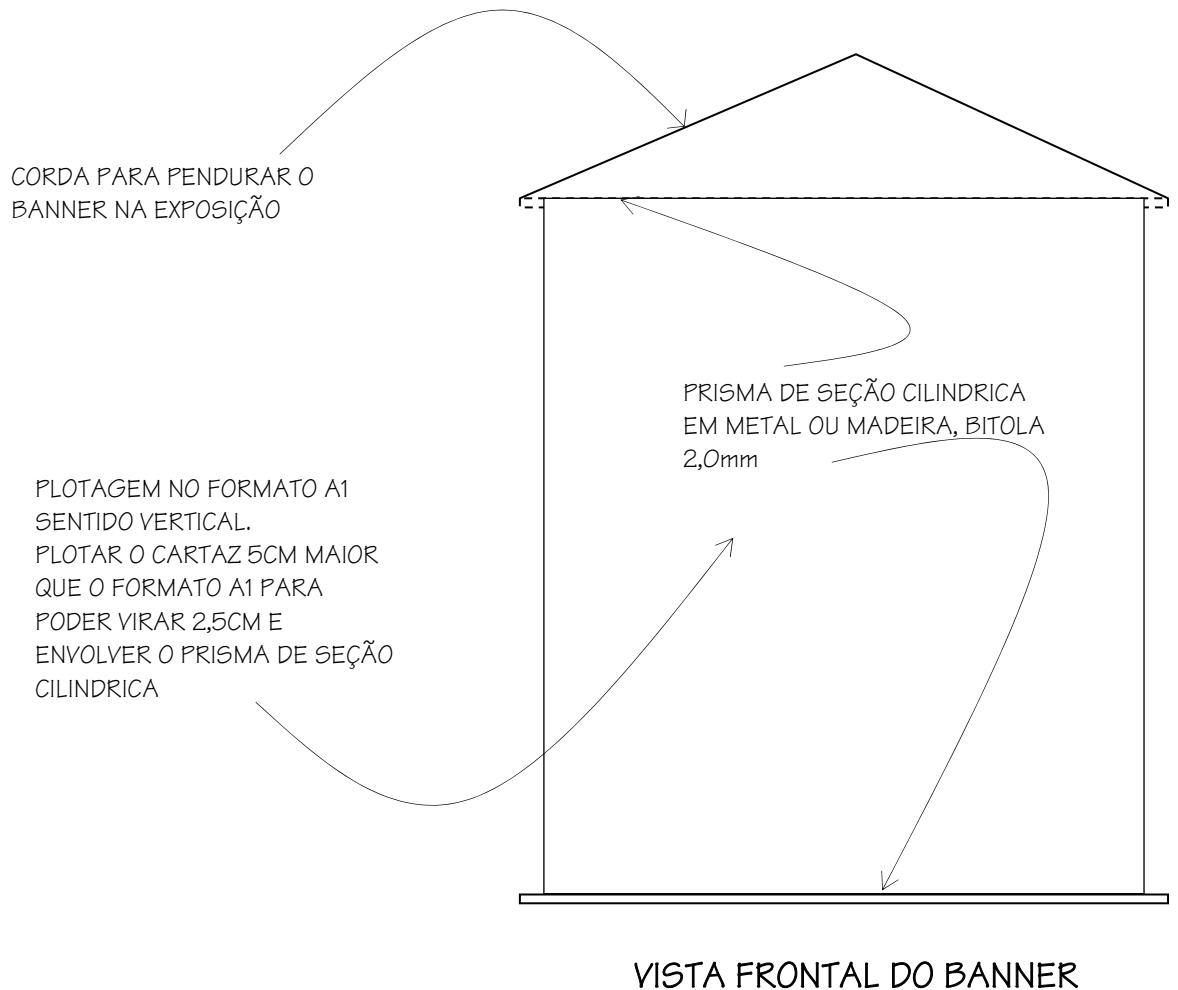 CORDA PARA PENDURAR O
BANNER NA EXPOSIÇÃO
PRISMA DE SEÇÃO CILINDRICA
EM METAL OU MADEIRA, BITOLA
2,0mm
PLOTAGEM NO FORMATO A1
SENTIDO VERTICAL.
PLOTAR O CARTAZ 5CM MAIOR
QUE O FORMATO A1 PARA
PODER VIRAR 2,5CM E
ENVOLVER O PRISMA DE SEÇÃO
CILINDRICA
VISTA FRONTAL DO BANNER